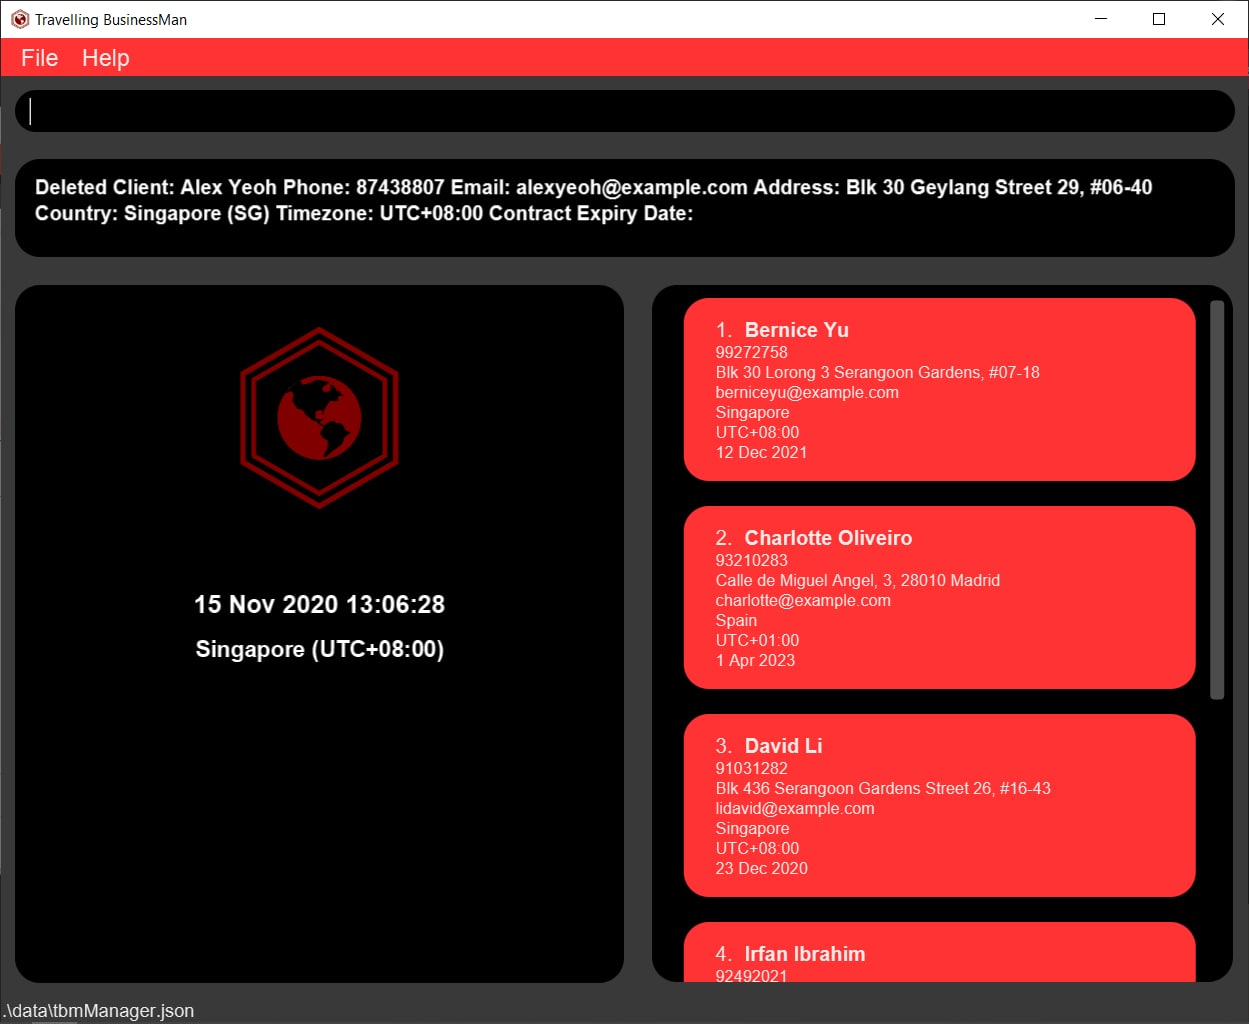 Travelling BusinessMan
File Help
Deleted Client: Alex Yeoh Phone: 87438807 Email: alexyeoh@example.com Address: Blk 30 Geylang Street 29, #06-40
Country: Singapore (SG) Timezone: UTC+08:00 Contract Expiry Date:
15 Nov 2020 13:06:28
Singapore (UTC+08:00)
1. Bernice Yu
99272758
Blk 30 Lorong 3 Serangoon Gardens, #07-18
berniceyu@example.com
Singapore
UTC+08:00
12 Dec 2021
2. Charlotte Oliveiro
93210283
Calle de Miguel Angel, 3, 28010 Madrid
charlotte@example.com
Spain
UTC+01:00
1 Apr 2023
3. David Li
91031282
Blk 436 Serangoon Gardens Street 26, #16-43
lidavid@example.com
Singapore
UTC+08:00
23 Dec 2020
4. Irfan Ibrahim
92492021
.\data\tbmManager.json